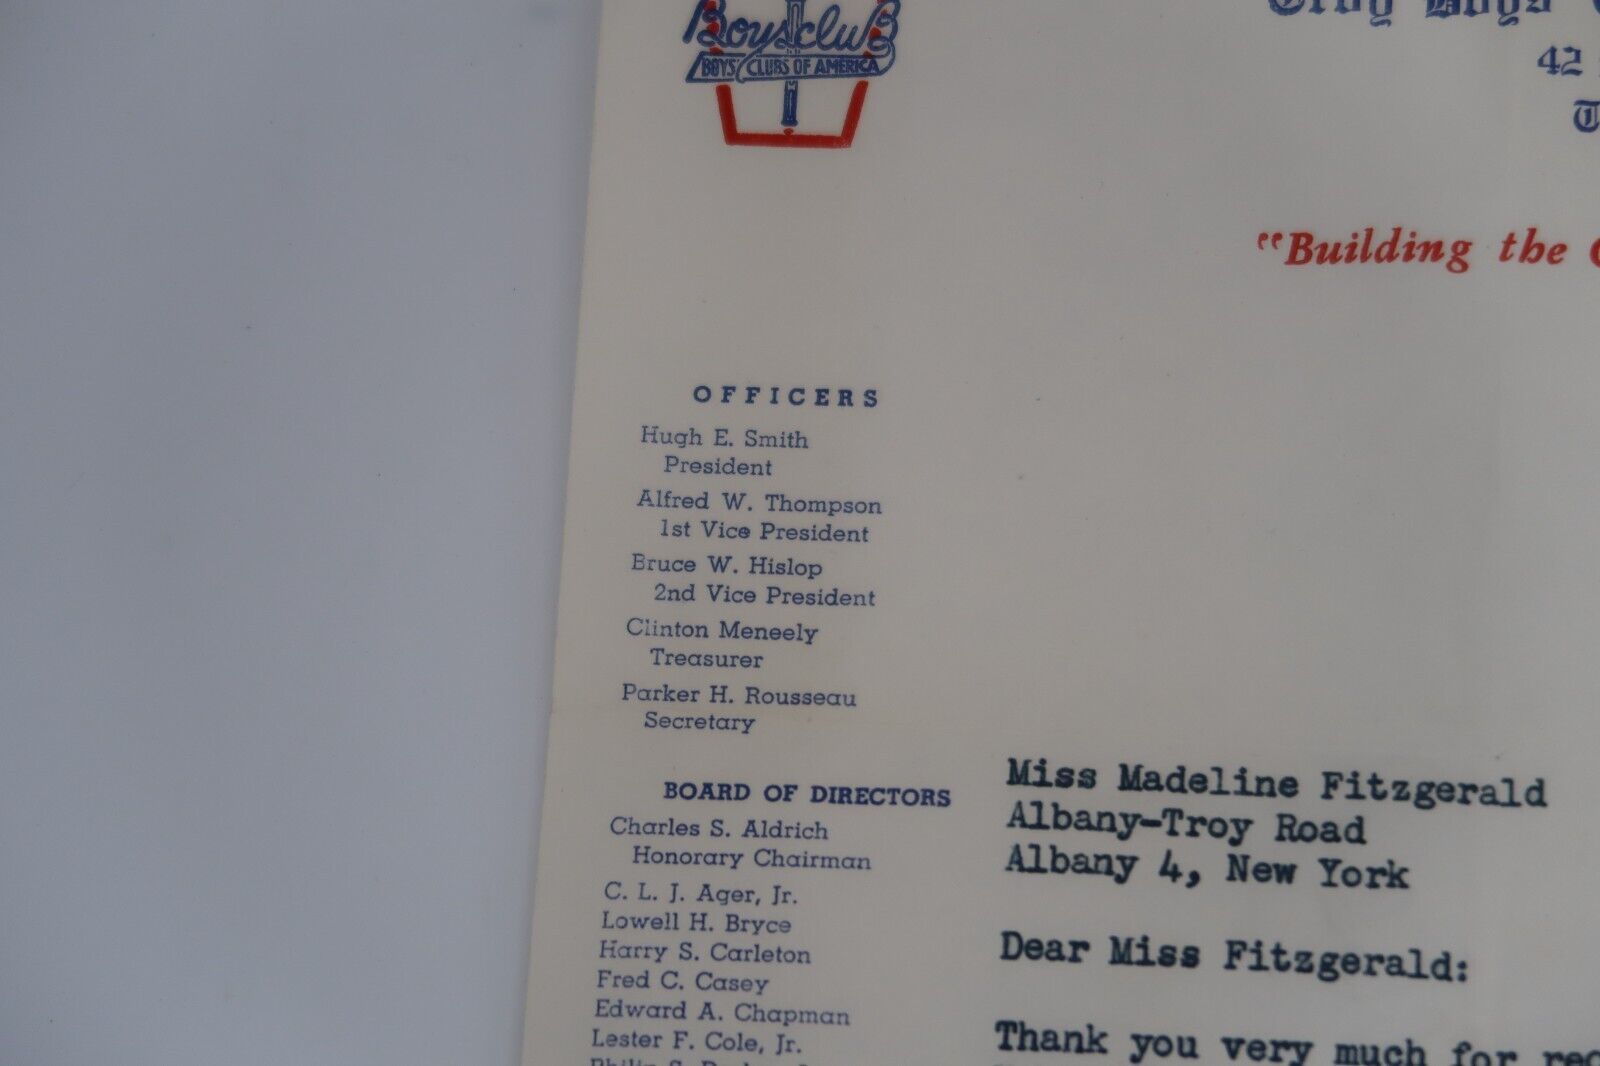 Boys' Club
BOYS' CLUBS OF AMERICA
Troy Boys'
42
"Building the
OFFICERS
Hugh E. Smith
President
Alfred W. Thompson
1st Vice President
Bruce W. Hislop
2nd Vice President
Clinton Meneely
Treasurer
Parker H. Rousseau
Secretary
BOARD OF DIRECTORS
Charles S. Aldrich
Honorary Chairman
C. L. J. Ager, Jr.
Lowell H. Bryce
Harry S. Carleton
Fred C. Casey
Edward A. Chapman
Lester F. Cole, Jr.
Miss Madeline Fitzgerald
Albany-Troy Road
Albany 4, New York
Dear Miss Fitzgerald:
Thank you very much for